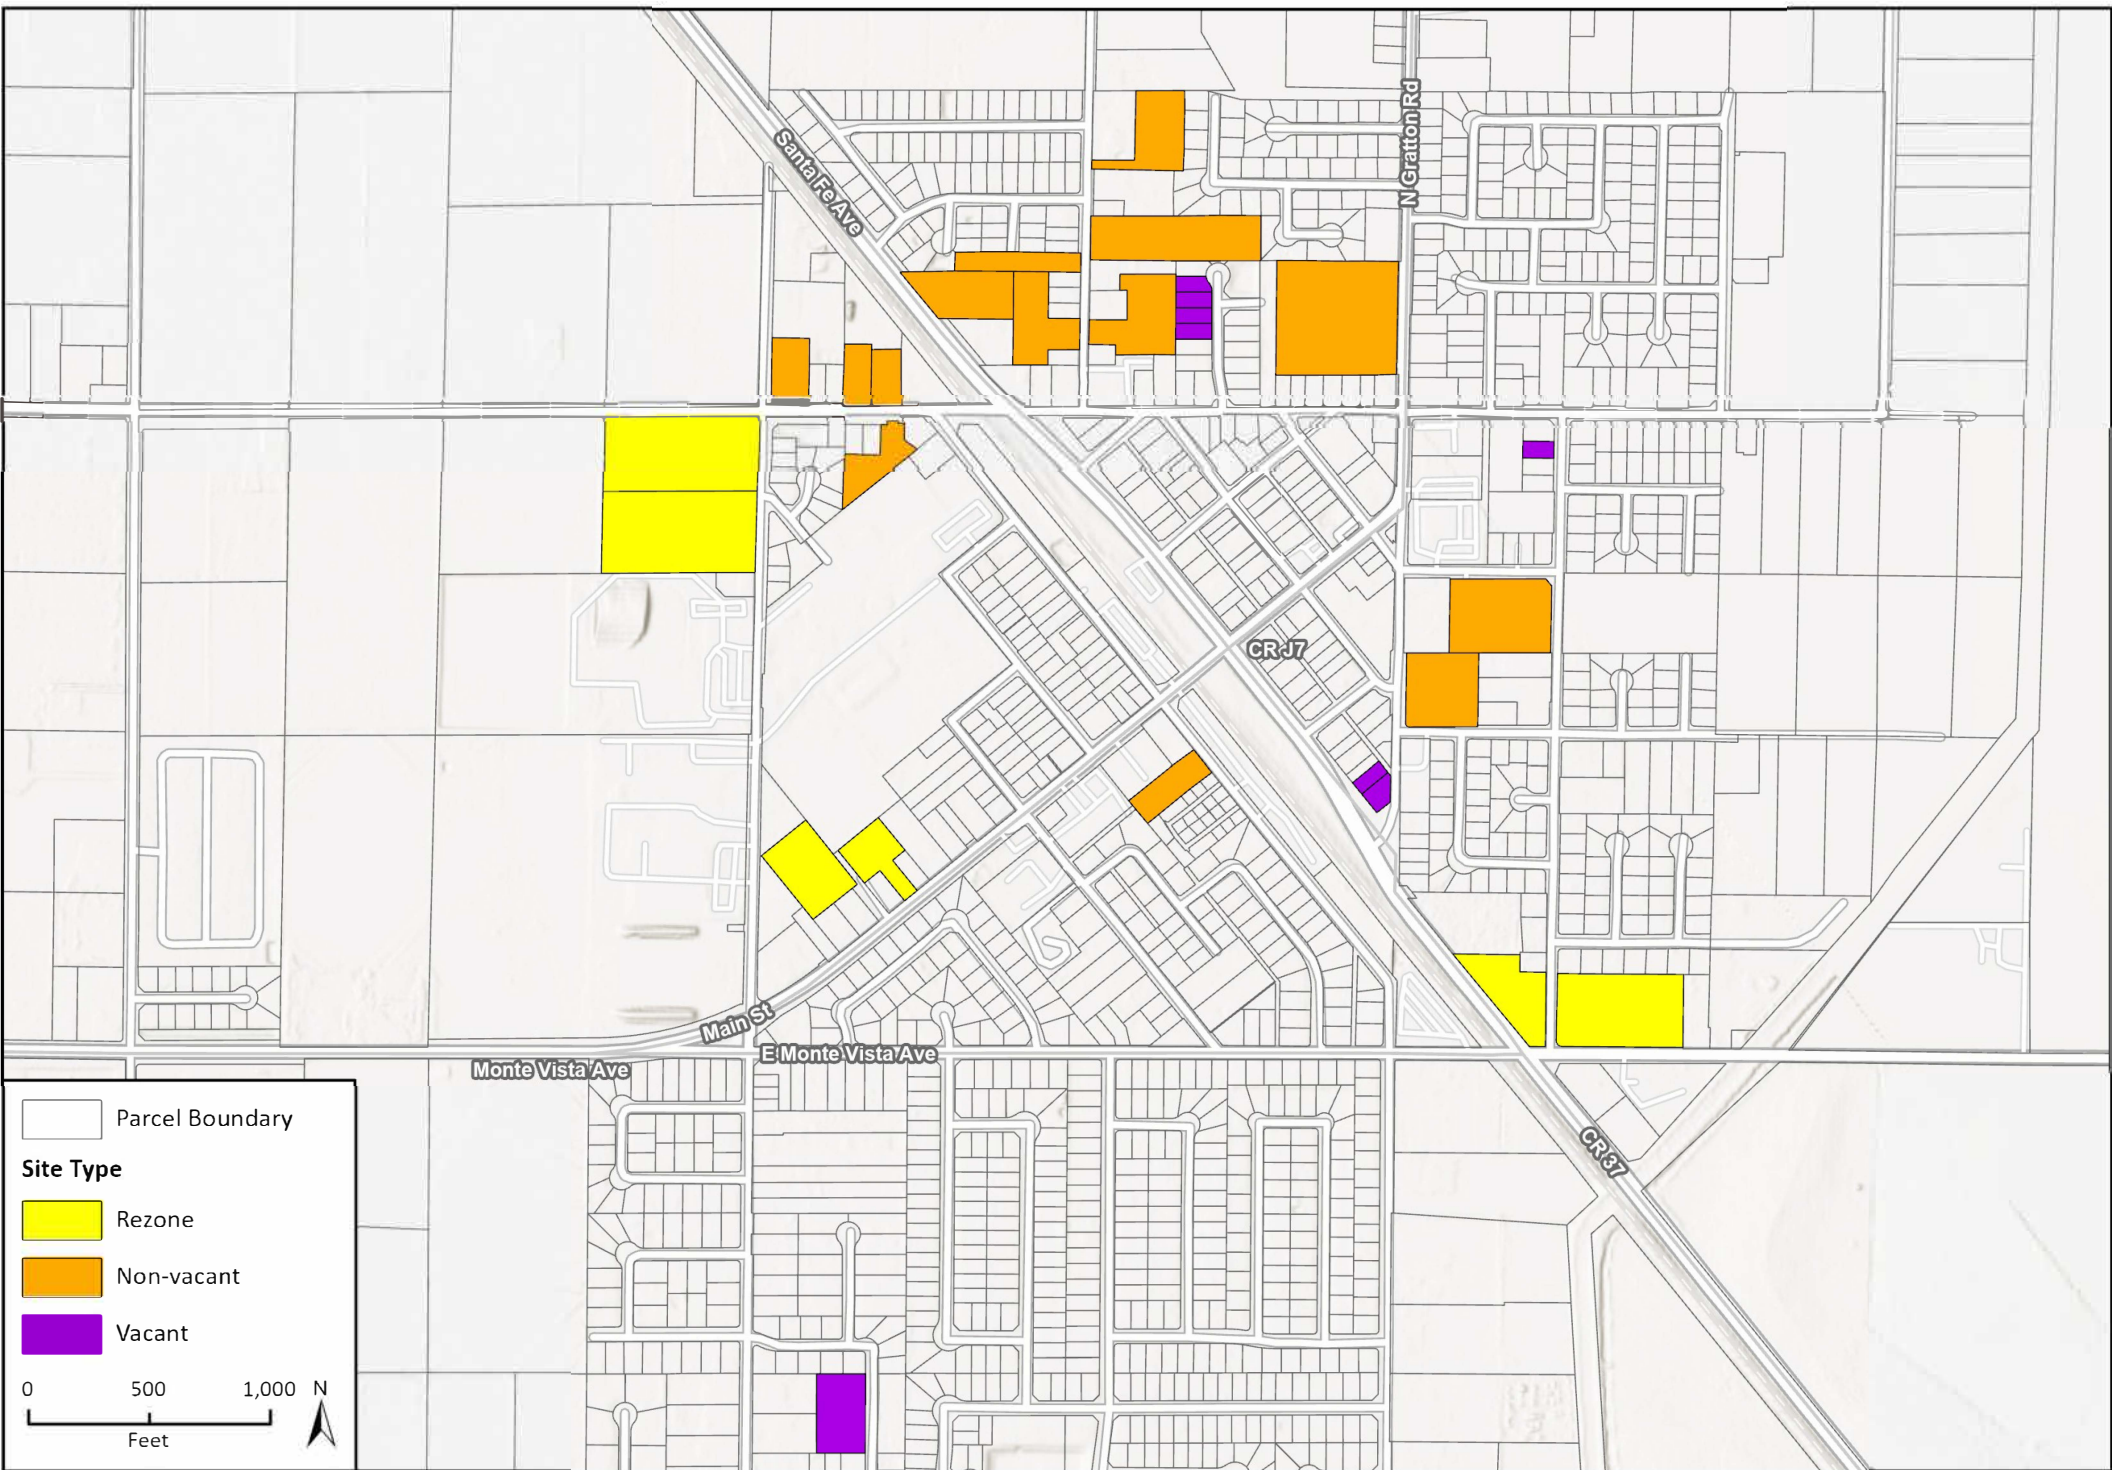 N Gratton Rd
Santa Fe Ave
CR J7
Main St
E Monte Vista Ave
Monte Vista Ave
CR 37
Parcel Boundary
Site Type
Rezone
Non-vacant
Vacant
0 500 1,000 N
Feet